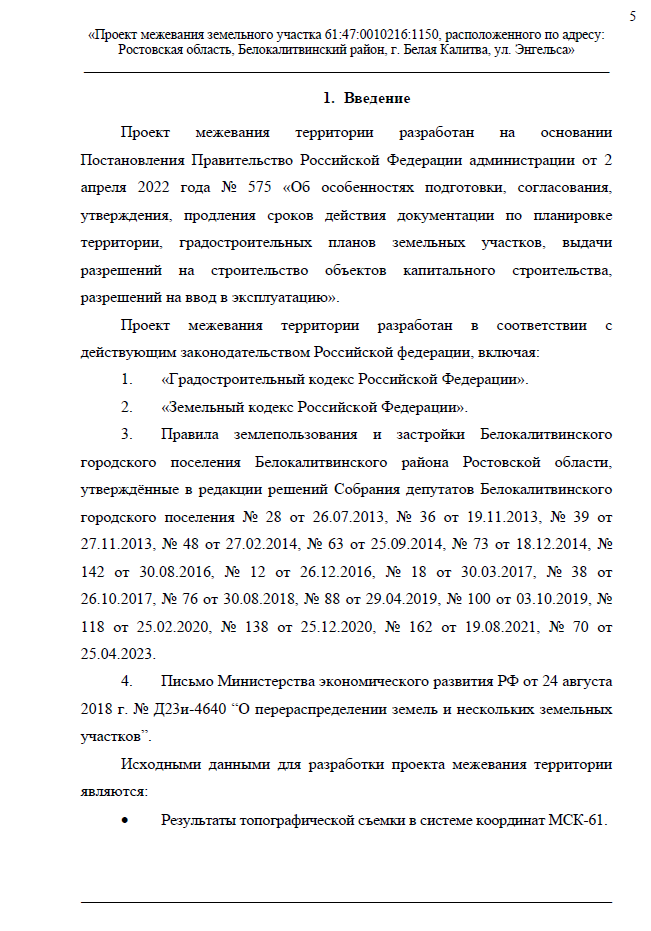 5
«Проект межевания земельного участка 61:47:0010216:1150, расположенного по адресу:
Ростовская область, Белокалитвинский район, г. Белая Калитва, ул. Энгельса»
1. Введение
Проект межевания территории разработан на основании
Постановления Правительство Российской Федерации администрации от 2
апреля 2022 года № 575 «Об особенностях подготовки, согласования,
утверждения, продления сроков действия документации по планировке
территории, градостроительных планов земельных участков, выдачи
разрешений на строительство объектов капитального строительства,
разрешений на ввод в эксплуатацию».
Проект межевания территории разработан в соответствии с
действующим законодательством Российской федерации, включая:
1. «Градостроительный кодекс Российской Федерации».
2. «Земельный кодекс Российской Федерации».
3. Правила землепользования и застройки Белокалитвинского
городского поселения Белокалитвинского района Ростовской области,
утверждённые в редакции решений Собрания депутатов Белокалитвинского
городского поселения № 28 от 26.07.2013, № 36 от 19.11.2013, № 39 от
27.11.2013, № 48 от 27.02.2014, № 63 от 25.09.2014, № 73 от 18.12.2014, №
142 от 30.08.2016, № 12 от 26.12.2016, № 18 от 30.03.2017, № 38 от
26.10.2017, № 76 от 30.08.2018, № 88 от 29.04.2019, № 100 от 03.10.2019, №
118 от 25.02.2020, № 138 от 25.12.2020, № 162 от 19.08.2021, № 70 от
25.04.2023.
4. Письмо Министерства экономического развития РФ от 24 августа
2018 г. № Д23и-4640 “О перераспределении земель и нескольких земельных
участков”.
Исходными данными для разработки проекта межевания территории
являются:
• Результаты топографической съемки в системе координат МСК-61.